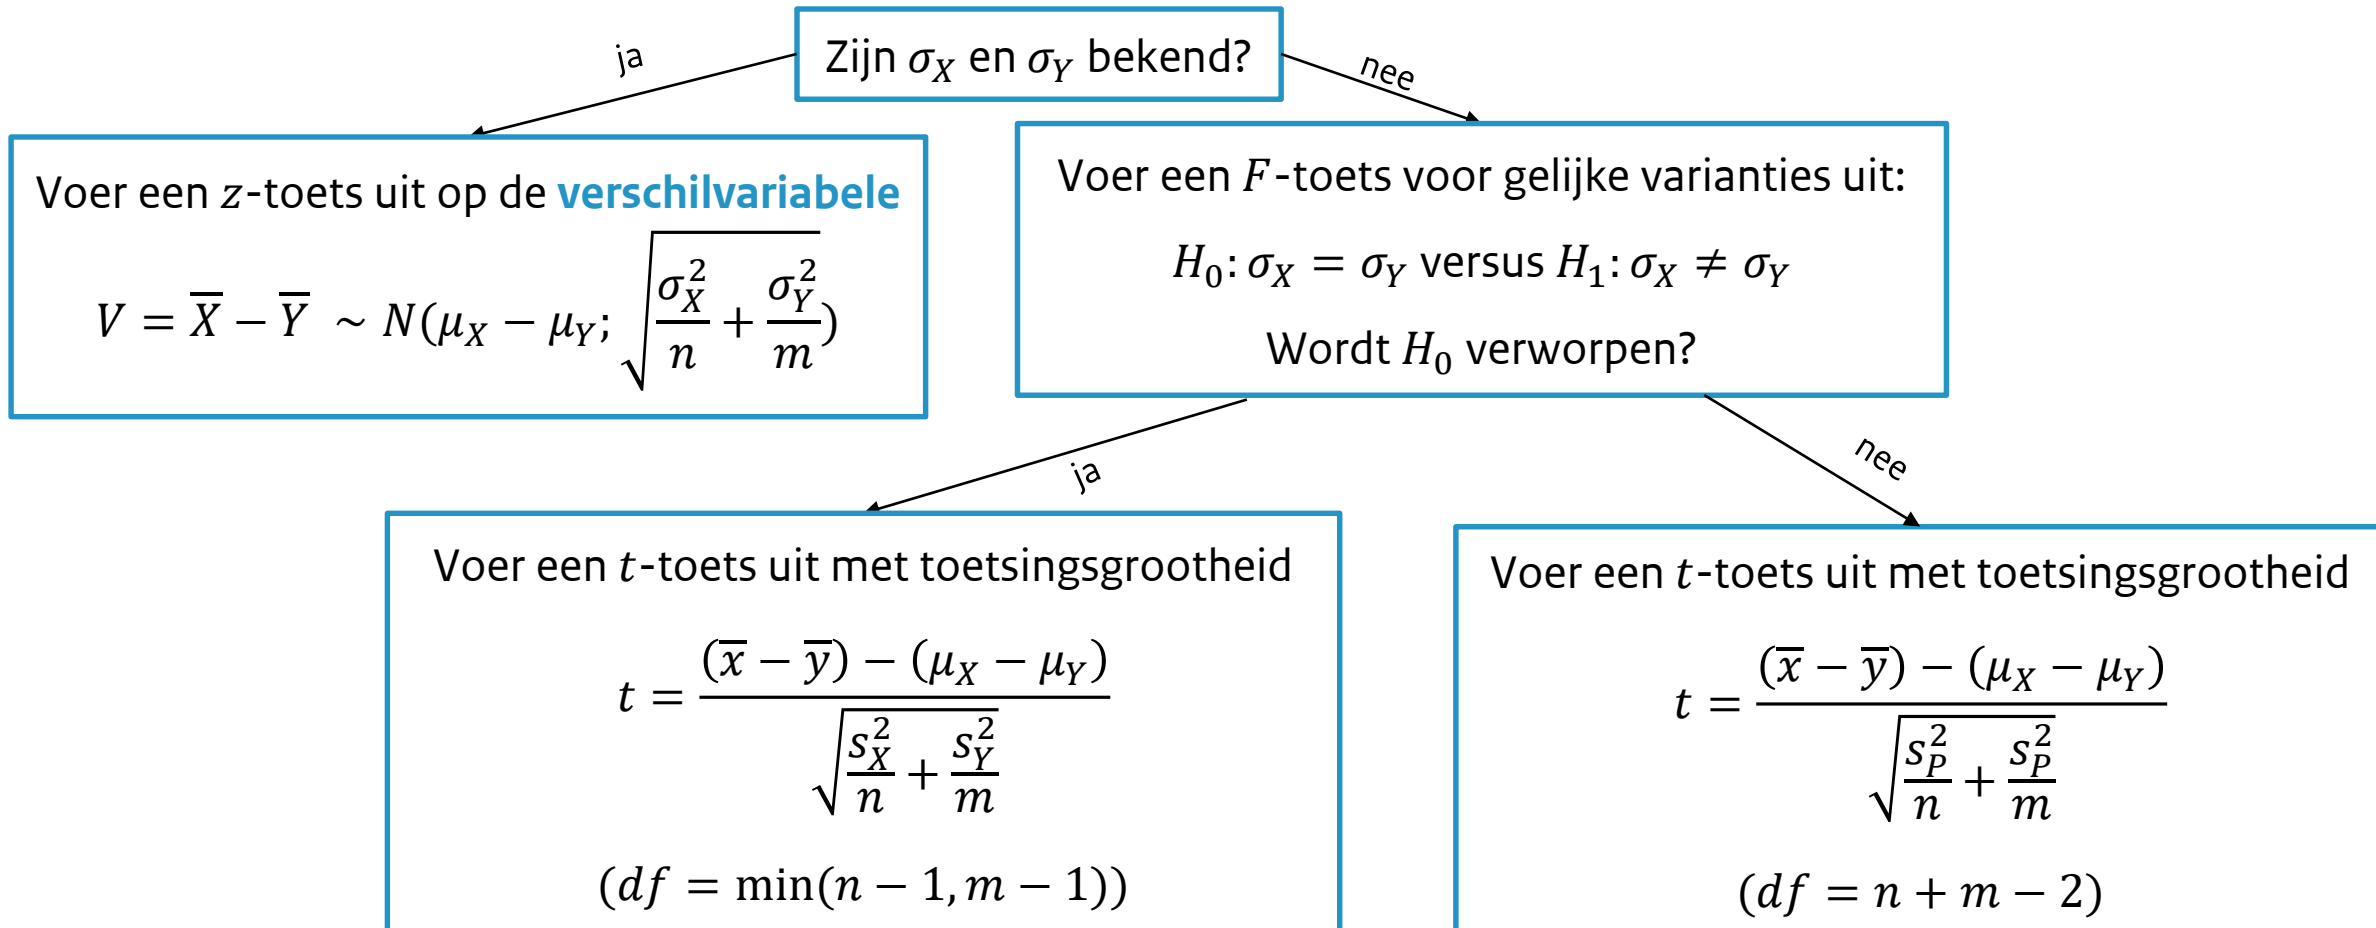 Zijn σ_X en σ_Y bekend?
ja
nee
Voer een z-toets uit op de verschilvariabele
V = X̅ − Y̅ ~ N(μ_X − μ_Y; √(σ_X²/n + σ_Y²/m))
Voer een F-toets voor gelijke varianties uit:
H₀: σ_X = σ_Y versus H₁: σ_X ≠ σ_Y
Wordt H₀ verworpen?
ja
nee
Voer een t-toets uit met toetsingsgrootheid
t = ((x̅ − y̅) − (μ_X − μ_Y)) / √(s_X²/n + s_Y²/m)
(df = min(n − 1, m − 1))
Voer een t-toets uit met toetsingsgrootheid
t = ((x̅ − y̅) − (μ_X − μ_Y)) / √(s_P²/n + s_P²/m)
(df = n + m − 2)